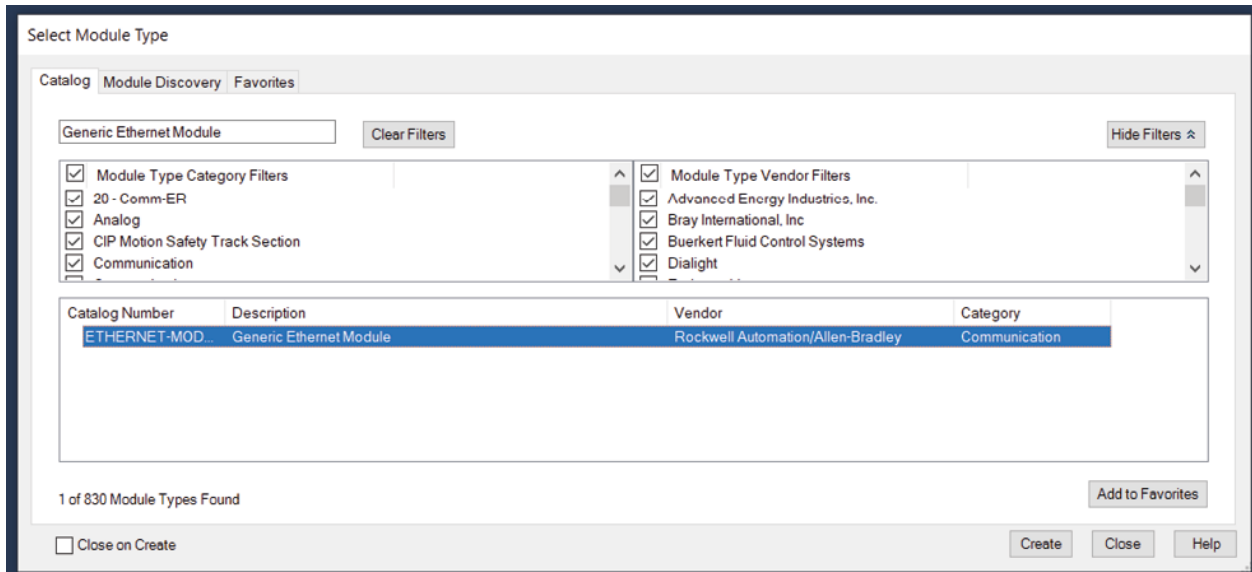 Select Module Type
Catalog Module Discovery Favorites
Generic Ethernet Module Clear Filters Hide Filters
Module Type Category Filters Module Type Vendor Filters
20 - Comm-ER Advanced Energy Industries, Inc.
Analog Bray International, Inc
CIP Motion Safety Track Section Buerkert Fluid Control Systems
Communication Dialight
Catalog Number Description Vendor Category
ETHERNET-MOD... Generic Ethernet Module Rockwell Automation/Allen-Bradley Communication
1 of 830 Module Types Found Add to Favorites
Close on Create Create Close Help